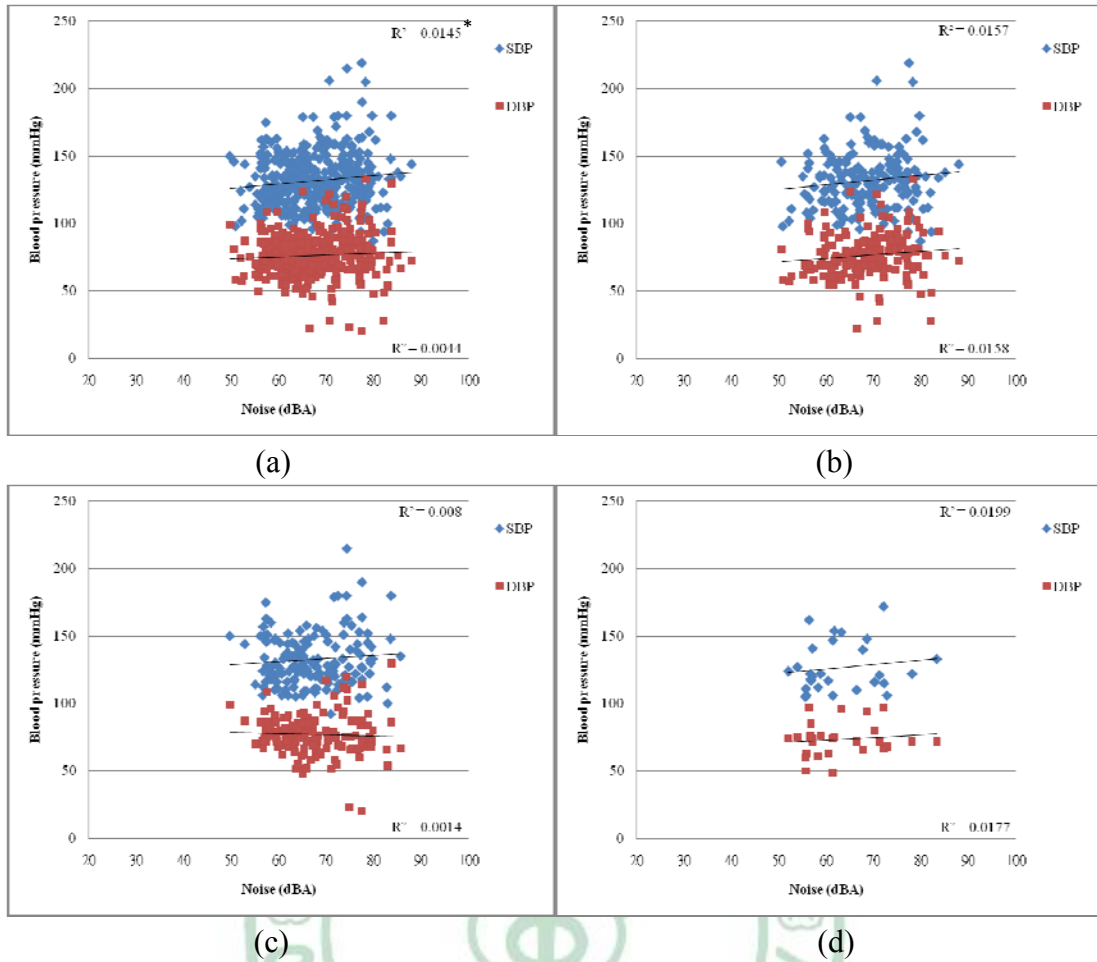 250
200
150
100
50
0
20 30 40 50 60 70 80 90 100
Blood pressure (mmHg)
Noise (dBA)
R² = 0.0145*
SBP
DBP
R² = 0.0044
(a)
250
200
150
100
50
0
20 30 40 50 60 70 80 90 100
Blood pressure (mmHg)
Noise (dBA)
R² = 0.0157
SBP
DBP
R² = 0.0158
(b)
250
200
150
100
50
0
20 30 40 50 60 70 80 90 100
Blood pressure (mmHg)
Noise (dBA)
R² = 0.008
SBP
DBP
R² = 0.0014
(c)
250
200
150
100
50
0
20 30 40 50 60 70 80 90 100
Blood pressure (mmHg)
Noise (dBA)
R² = 0.0199
SBP
DBP
R² = 0.0177
(d)